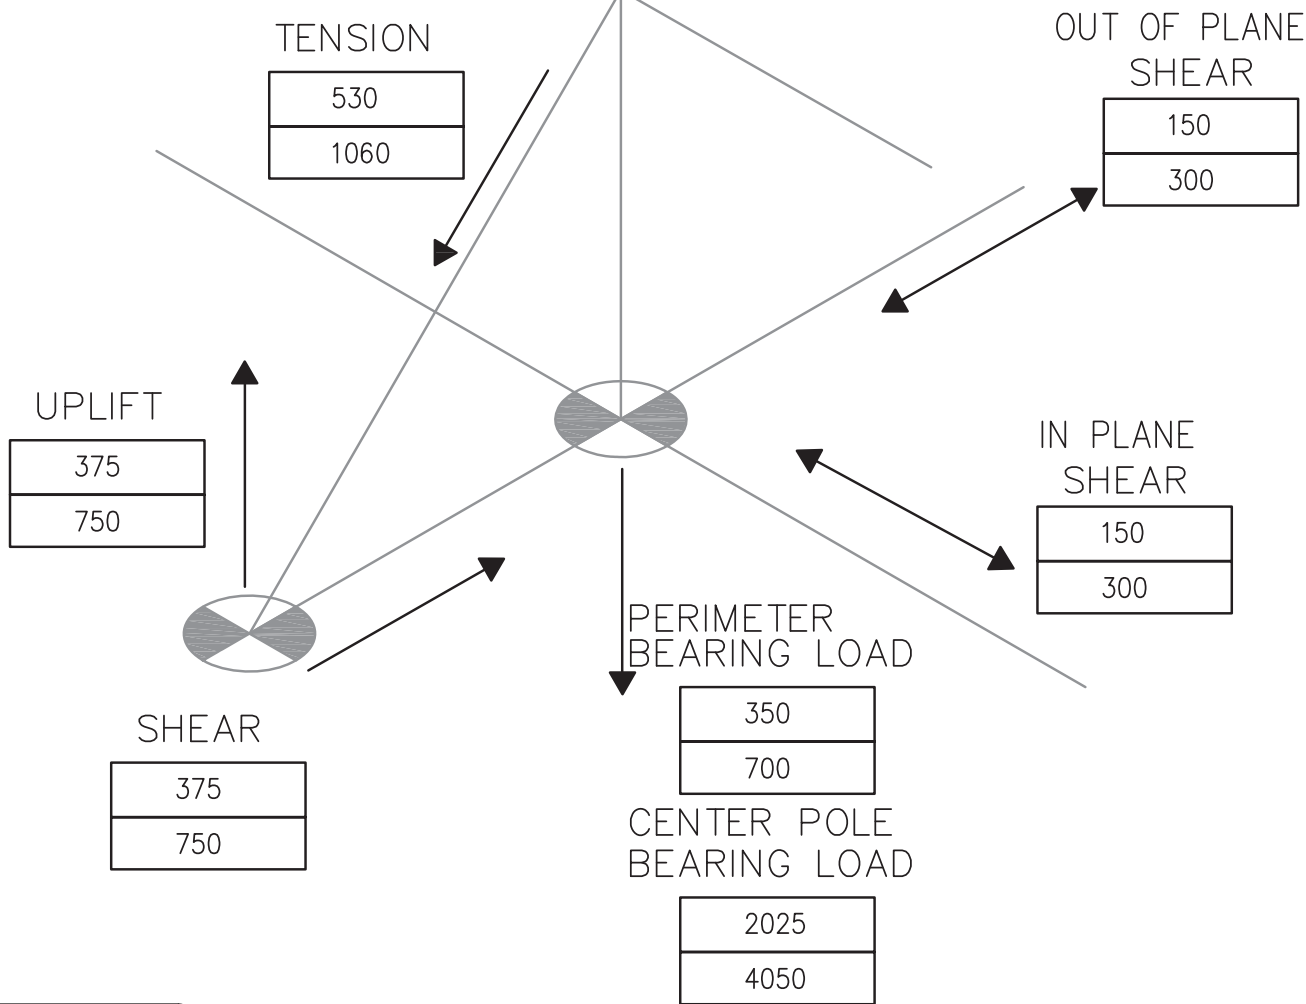 TENSION
530
1060
OUT OF PLANE
SHEAR
150
300
UPLIFT
375
750
IN PLANE
SHEAR
150
300
PERIMETER
BEARING LOAD
350
700
SHEAR
375
750
CENTER POLE
BEARING LOAD
2025
4050